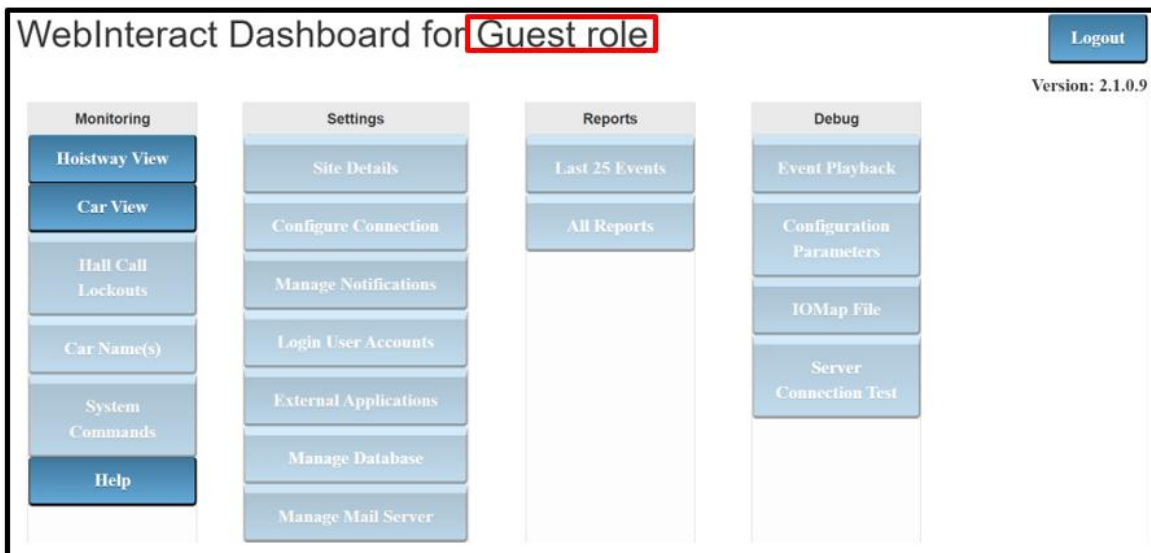 WebInteract Dashboard for Guest role
Logout
Version: 2.1.0.9
Monitoring
Hoistway View
Car View
Hall Call
Lockouts
Car Name(s)
System
Commands
Help
Settings
Site Details
Configure Connection
Manage Notifications
Login User Accounts
External Applications
Manage Database
Manage Mail Server
Reports
Last 25 Events
All Reports
Debug
Event Playback
Configuration
Parameters
IOMap File
Server
Connection Test